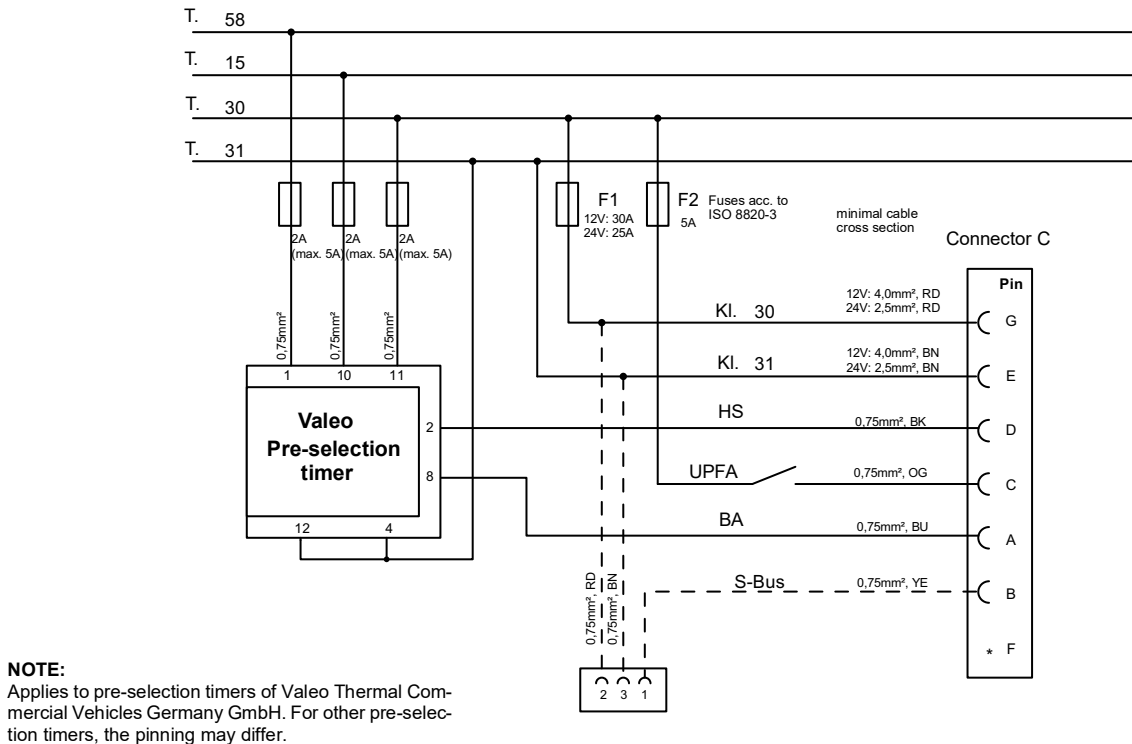 T. 58
T. 15
T. 30
T. 31
F1
12V: 30A
24V: 25A
F2
5A
Fuses acc. to
ISO 8820-3
minimal cable
cross section
Connector C
2A
(max. 5A)
2A
(max. 5A)
2A
(max. 5A)
Pin
Kl. 30
12V: 4,0mm², RD
24V: 2,5mm², RD
G
0,75mm²
0,75mm²
0,75mm²
Kl. 31
12V: 4,0mm², BN
24V: 2,5mm², BN
E
1 10 11
Valeo
Pre-selection
timer
2
HS
0,75mm², BK
D
8
UPFA
0,75mm², OG
C
12 4
BA
0,75mm², BU
A
S-Bus
0,75mm², YE
B
0,75mm², RD
0,75mm², BN
* F
2 3 1
NOTE:
Applies to pre-selection timers of Valeo Thermal Com-
mercial Vehicles Germany GmbH. For other pre-selec-
tion timers, the pinning may differ.